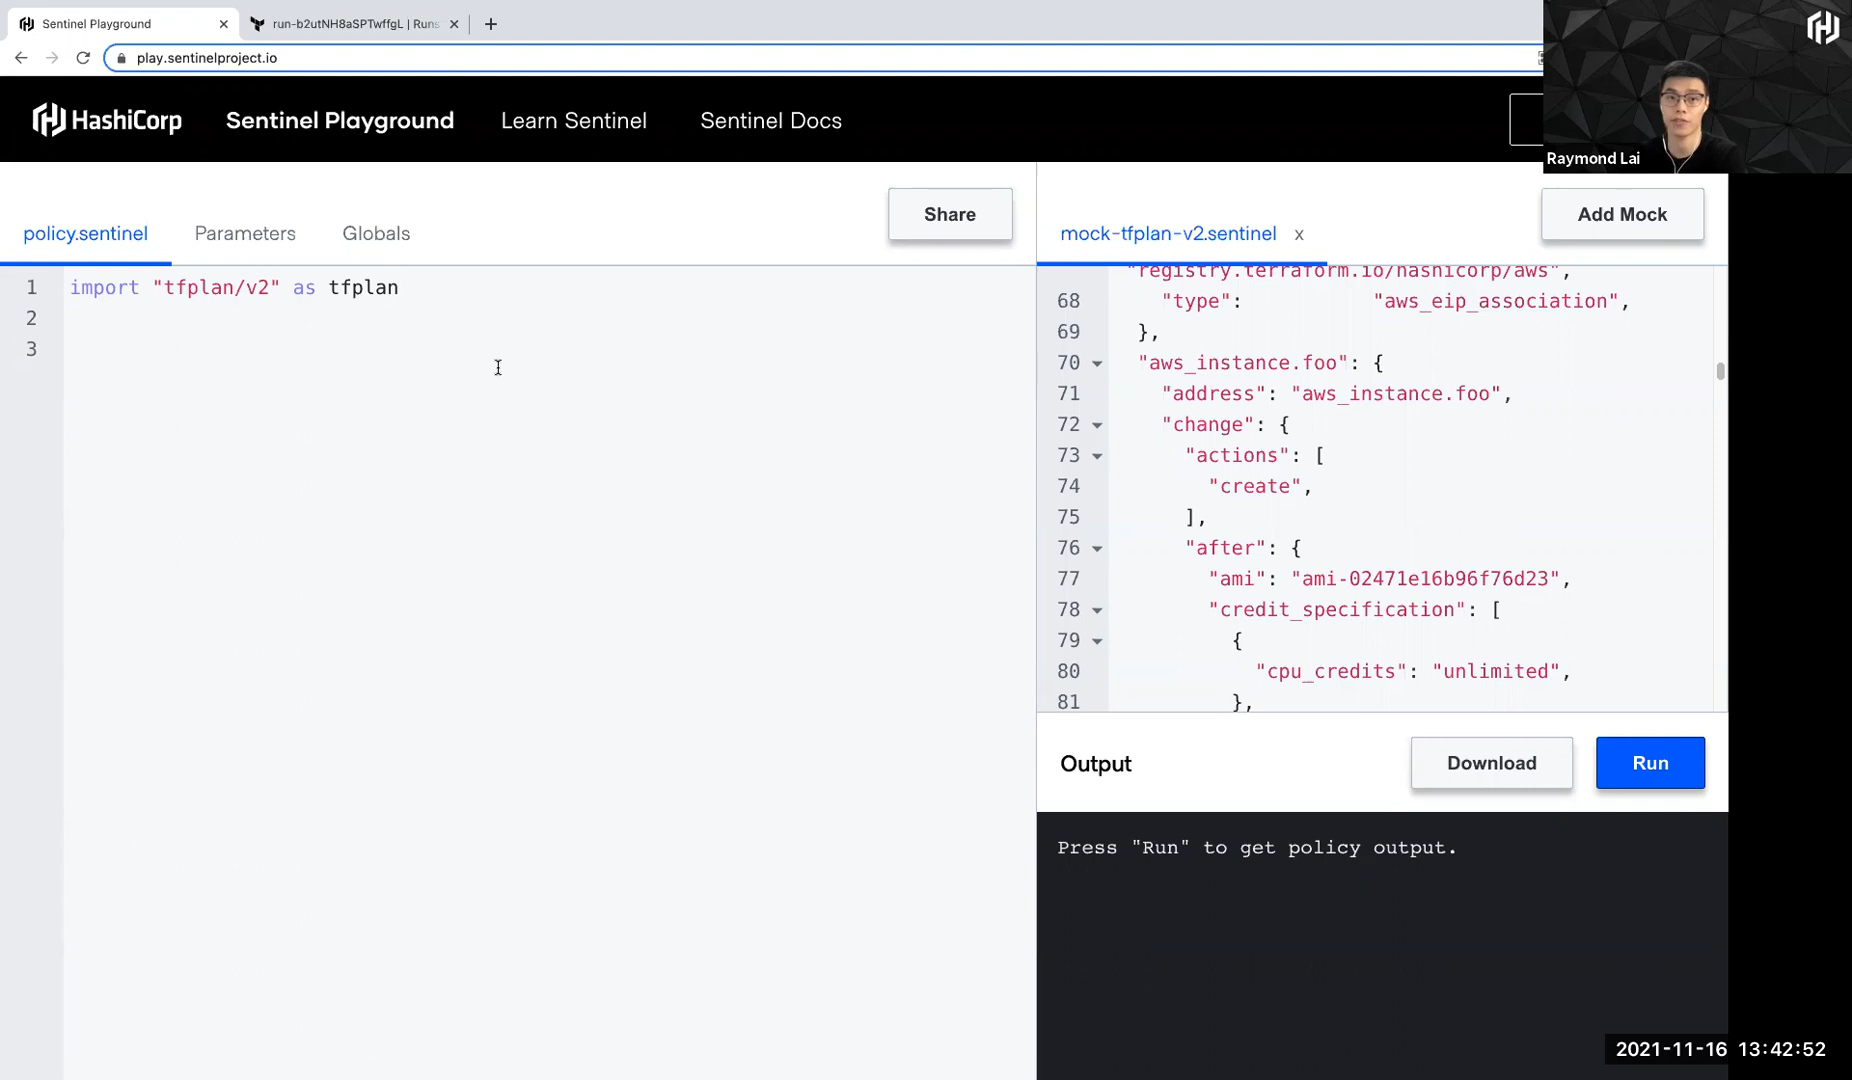 Sentinel Playground
run-b2utNH8aSPTwffgL | Runs
play.sentinelproject.io
HashiCorp
Sentinel Playground
Learn Sentinel
Sentinel Docs
Raymond Lai
policy.sentinel
Parameters
Globals
Share
mock-tfplan-v2.sentinel x
Add Mock
1 import "tfplan/v2" as tfplan
2
3
"registry.terraform.io/hashicorp/aws",
68 "type": "aws_eip_association",
69 },
70 "aws_instance.foo": {
71 "address": "aws_instance.foo",
72 "change": {
73 "actions": [
74 "create",
75 ],
76 "after": {
77 "ami": "ami-02471e16b96f76d23",
78 "credit_specification": [
79 {
80 "cpu_credits": "unlimited",
81 },
Output
Download
Run
Press "Run" to get policy output.
2021-11-16 13:42:52